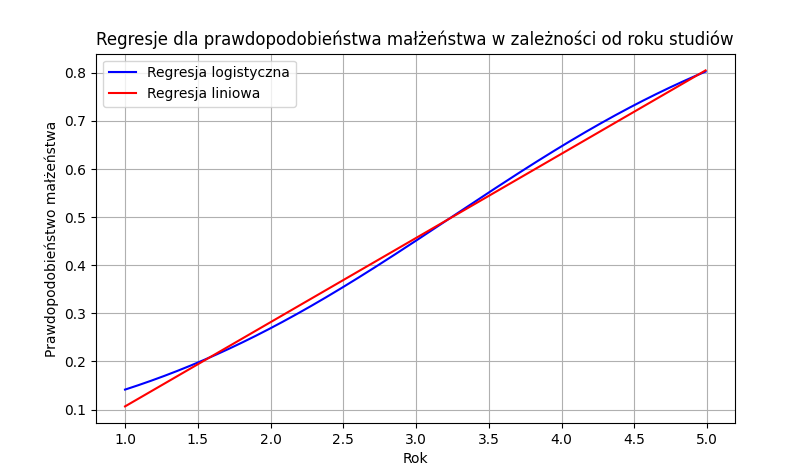 Regresje dla prawdopodobieństwa małżeństwa w zależności od roku studiów
Regresja logistyczna
Regresja liniowa
Prawdopodobieństwo małżeństwa
0.8
0.7
0.6
0.5
0.4
0.3
0.2
0.1
1.0 1.5 2.0 2.5 3.0 3.5 4.0 4.5 5.0
Rok